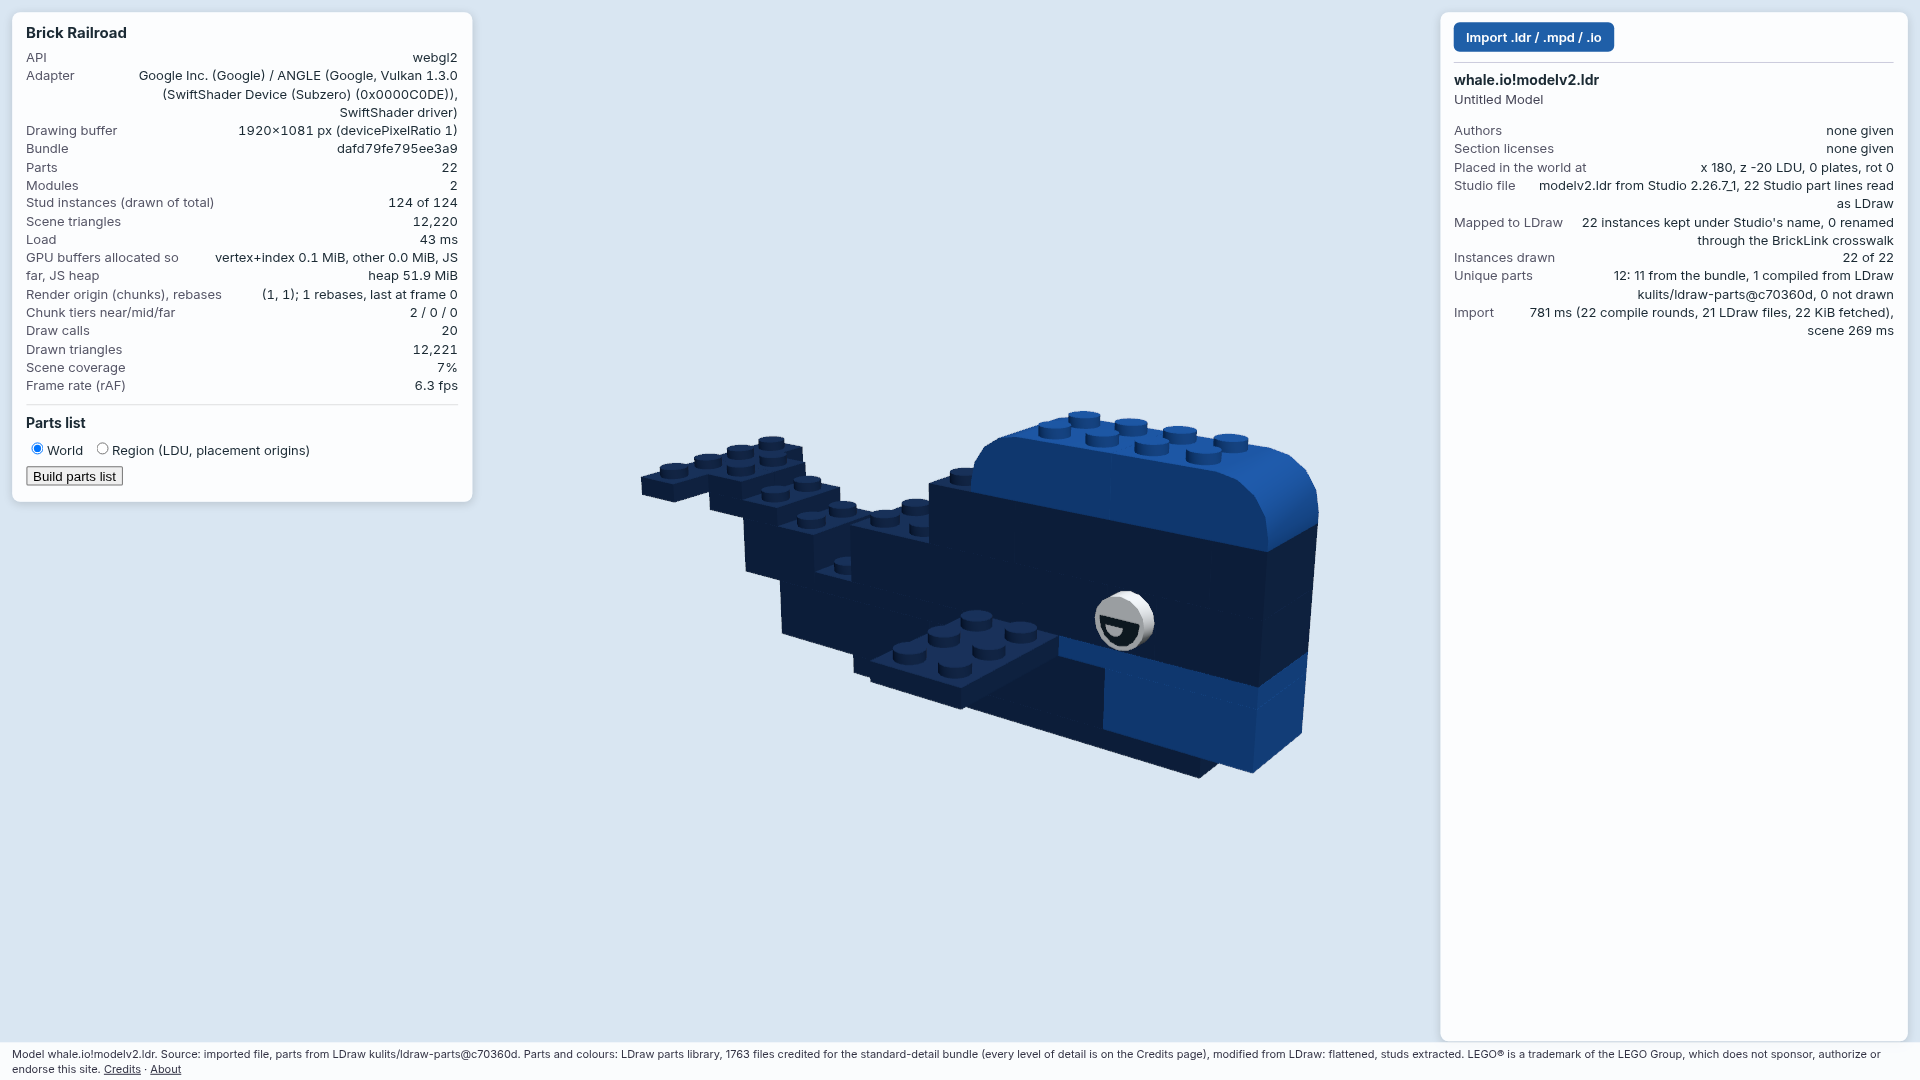 Brick Railroad
API webgl2
Adapter Google Inc. (Google) / ANGLE (Google, Vulkan 1.3.0
(SwiftShader Device (Subzero) (0x0000C0DE)),
SwiftShader driver)
Drawing buffer 1920×1081 px (devicePixelRatio 1)
Bundle dafd79fe795ee3a9
Parts 22
Modules 2
Stud instances (drawn of total) 124 of 124
Scene triangles 12,220
Load 43 ms
GPU buffers allocated so vertex+index 0.1 MiB, other 0.0 MiB, JS
far, JS heap heap 51.9 MiB
Render origin (chunks), rebases (1, 1); 1 rebases, last at frame 0
Chunk tiers near/mid/far 2 / 0 / 0
Draw calls 20
Drawn triangles 12,221
Scene coverage 7%
Frame rate (rAF) 6.3 fps
Parts list
World Region (LDU, placement origins)
Build parts list
Import .ldr / .mpd / .io
whale.io!modelv2.ldr
Untitled Model
Authors none given
Section licenses none given
Placed in the world at x 180, z -20 LDU, 0 plates, rot 0
Studio file modelv2.ldr from Studio 2.26.7_1, 22 Studio part lines read
as LDraw
Mapped to LDraw 22 instances kept under Studio's name, 0 renamed
through the BrickLink crosswalk
Instances drawn 22 of 22
Unique parts 12: 11 from the bundle, 1 compiled from LDraw
kulits/ldraw-parts@c70360d, 0 not drawn
Import 781 ms (22 compile rounds, 21 LDraw files, 22 KiB fetched),
scene 269 ms
Model whale.io!modelv2.ldr. Source: imported file, parts from LDraw kulits/ldraw-parts@c70360d. Parts and colours: LDraw parts library, 1763 files credited for the standard-detail bundle (every level of detail is on the Credits page), modified from LDraw: flattened, studs extracted. LEGO® is a trademark of the LEGO Group, which does not sponsor, authorize or
endorse this site. Credits · About